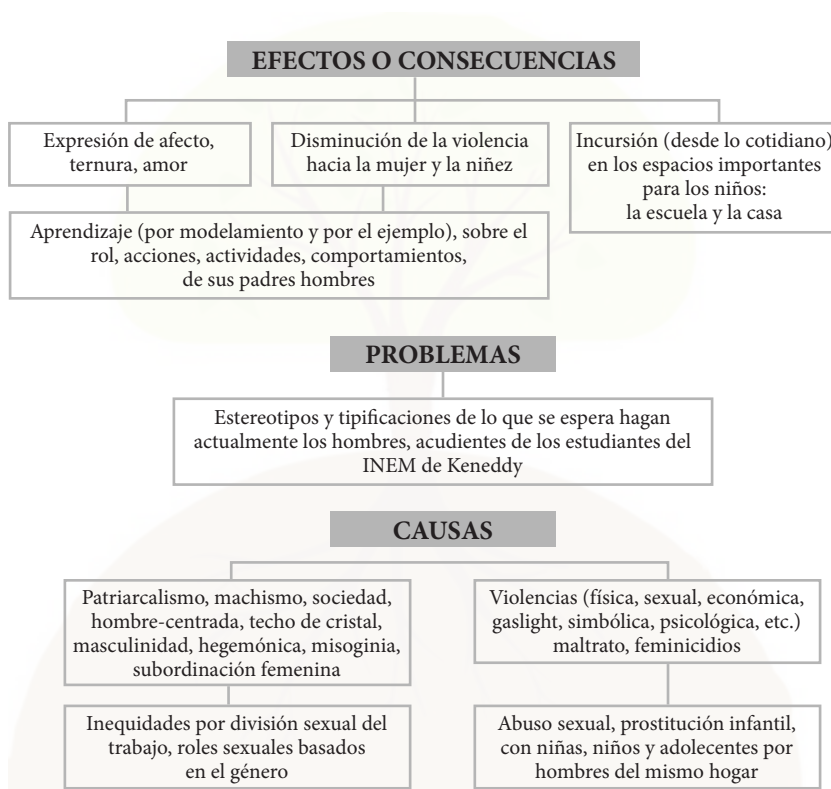 EFECTOS O CONSECUENCIAS
Expresión de afecto,
ternura, amor
Disminución de la violencia
hacia la mujer y la niñez
Incursión (desde lo cotidiano)
en los espacios importantes
para los niños:
la escuela y la casa
Aprendizaje (por modelamiento y por el ejemplo), sobre el
rol, acciones, actividades, comportamientos,
de sus padres hombres
PROBLEMAS
Estereotipos y tipificaciones de lo que se espera hagan
actualmente los hombres, acudientes de los estudiantes del
INEM de Keneddy
CAUSAS
Patriarcalismo, machismo, sociedad,
hombre-centrada, techo de cristal,
masculinidad, hegemónica, misoginia,
subordinación femenina
Violencias (física, sexual, económica,
gaslight, simbólica, psicológica, etc.)
maltrato, feminicidios
Inequidades por división sexual del
trabajo, roles sexuales basados
en el género
Abuso sexual, prostitución infantil,
con niñas, niños y adolecentes por
hombres del mismo hogar